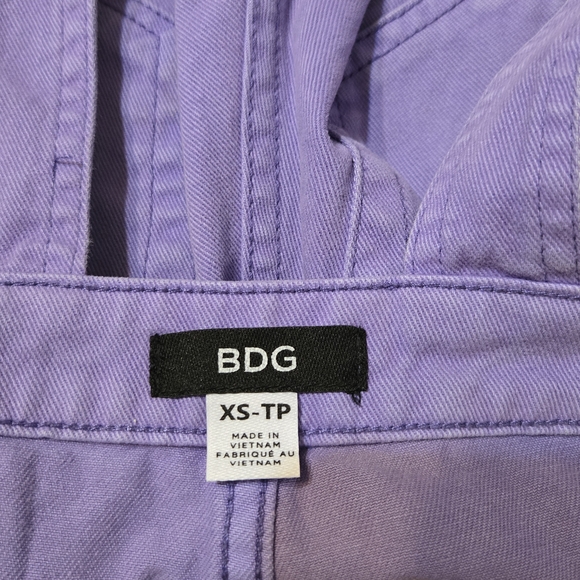 BDG
XS-TP
MADE IN
VIETNAM
FABRIQUÉ AU
VIETNAM